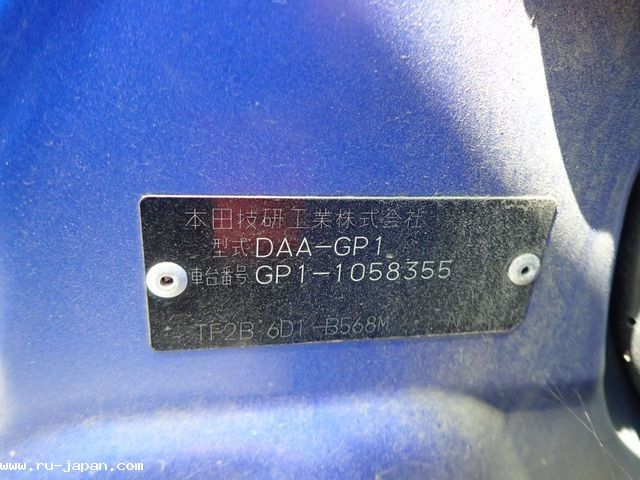 本田技研工業株式会社
型式 DAA-GP1
車台番号 GP1-1058355
TF2B 6D1-B568M
www.ru-japan.com